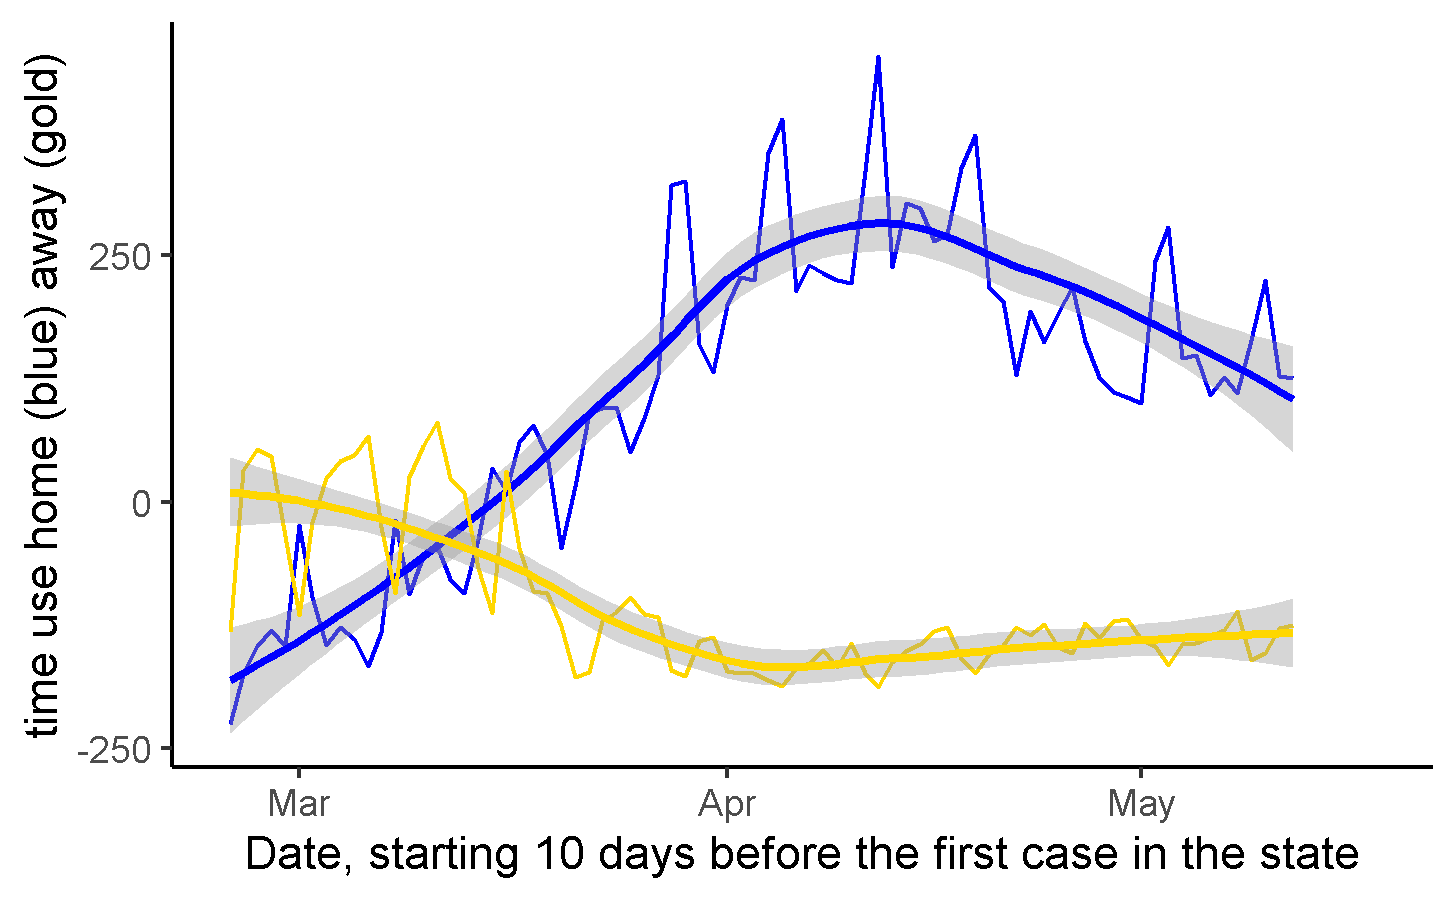 time use home (blue) away (gold)
250
0
-250
Mar Apr May
Date, starting 10 days before the first case in the state